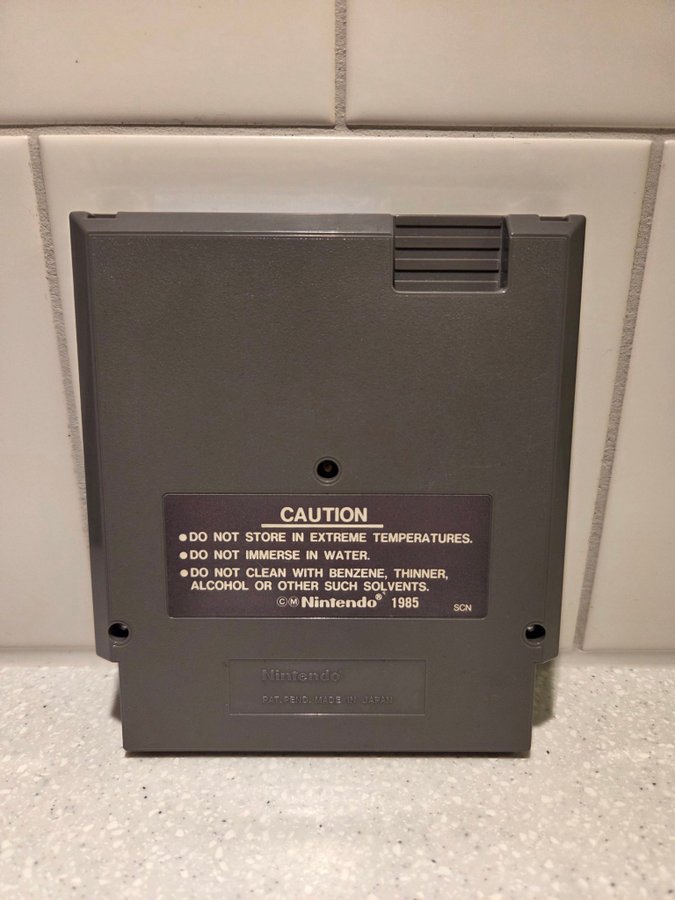 CAUTION
●DO NOT STORE IN EXTREME TEMPERATURES.
●DO NOT IMMERSE IN WATER.
●DO NOT CLEAN WITH BENZENE, THINNER,
ALCOHOL OR OTHER SUCH SOLVENTS.
©Ⓜ Nintendo® 1985
SCN
Nintendo®
PAT. PEND. MADE IN JAPAN